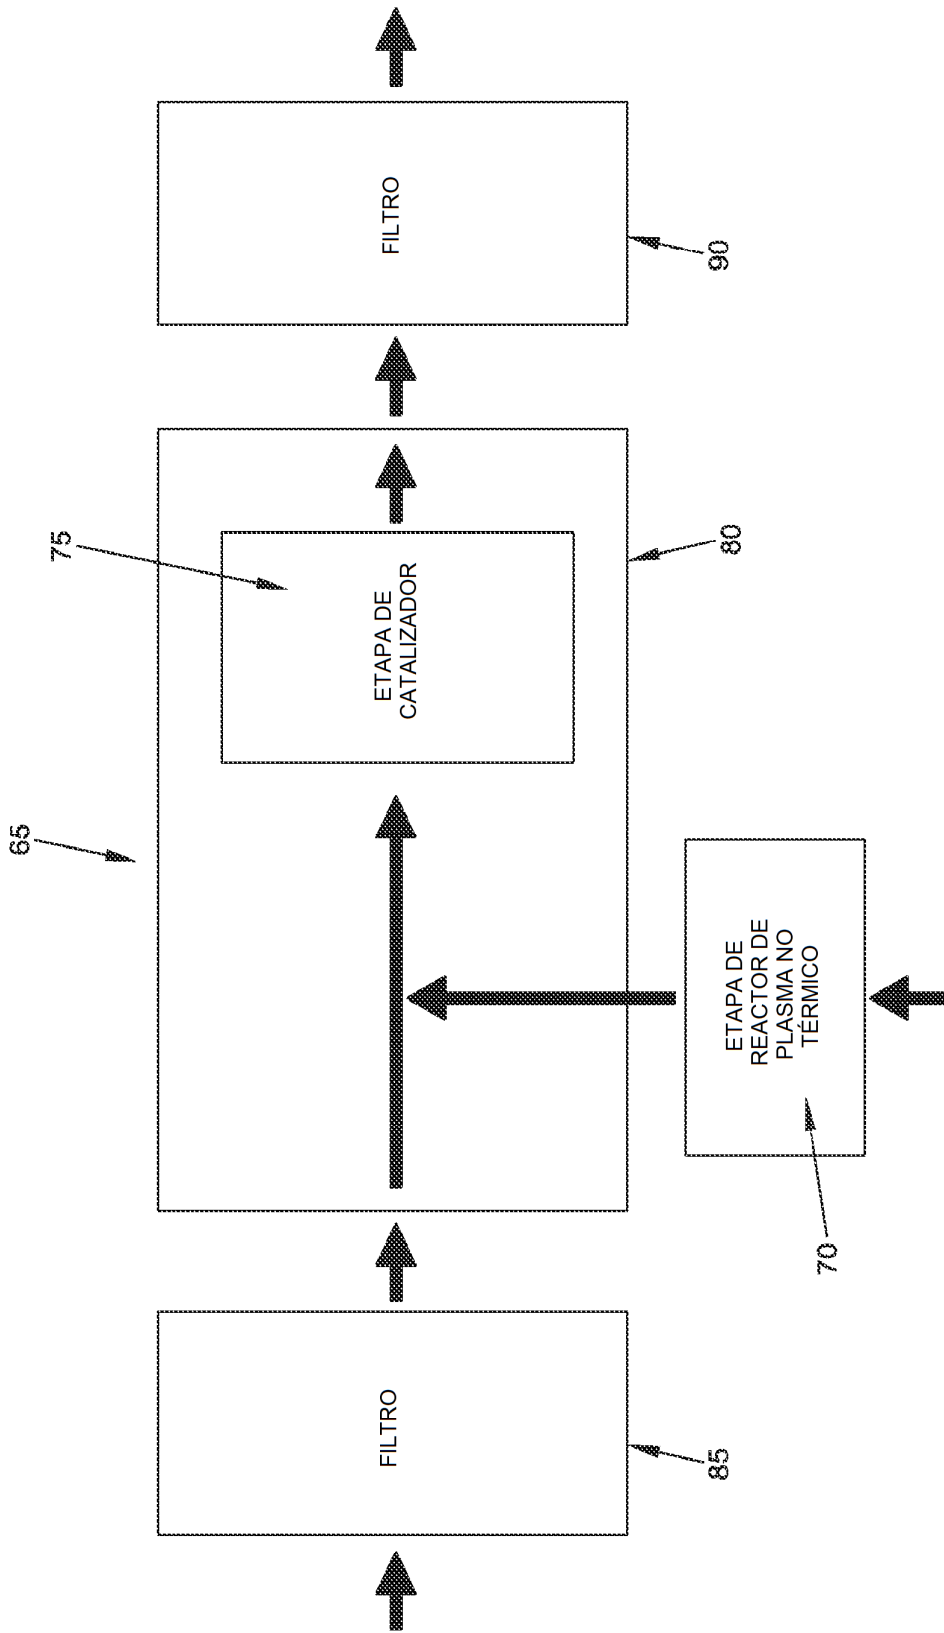 65
75
FILTRO
85
ETAPA DE
CATALIZADOR
80
FILTRO
90
ETAPA DE
REACTOR DE
PLASMA NO
TÉRMICO
70